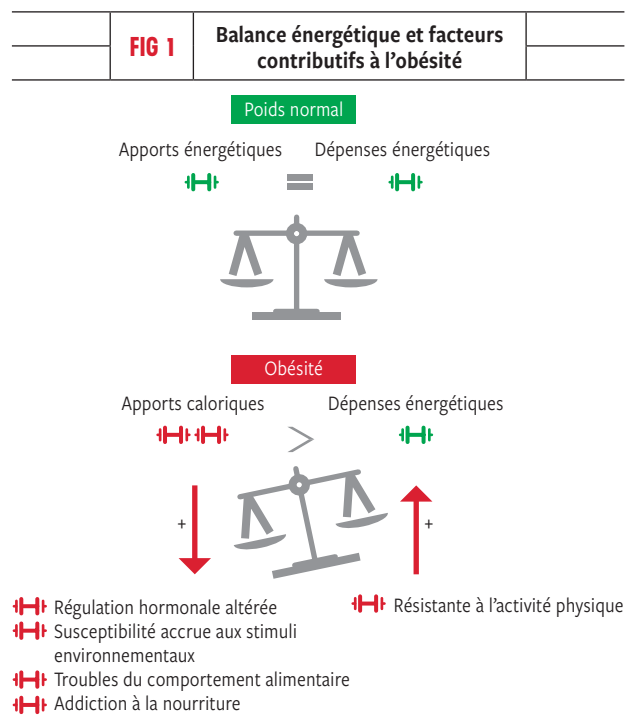 FIG 1
Balance énergétique et facteurs
contributifs à l'obésité
Poids normal
Apports énergétiques
Dépenses énergétiques
=
Obésité
Apports caloriques
Dépenses énergétiques
>
+
+
Régulation hormonale altérée
Susceptibilité accrue aux stimuli
environnementaux
Troubles du comportement alimentaire
Addiction à la nourriture
Résistante à l'activité physique